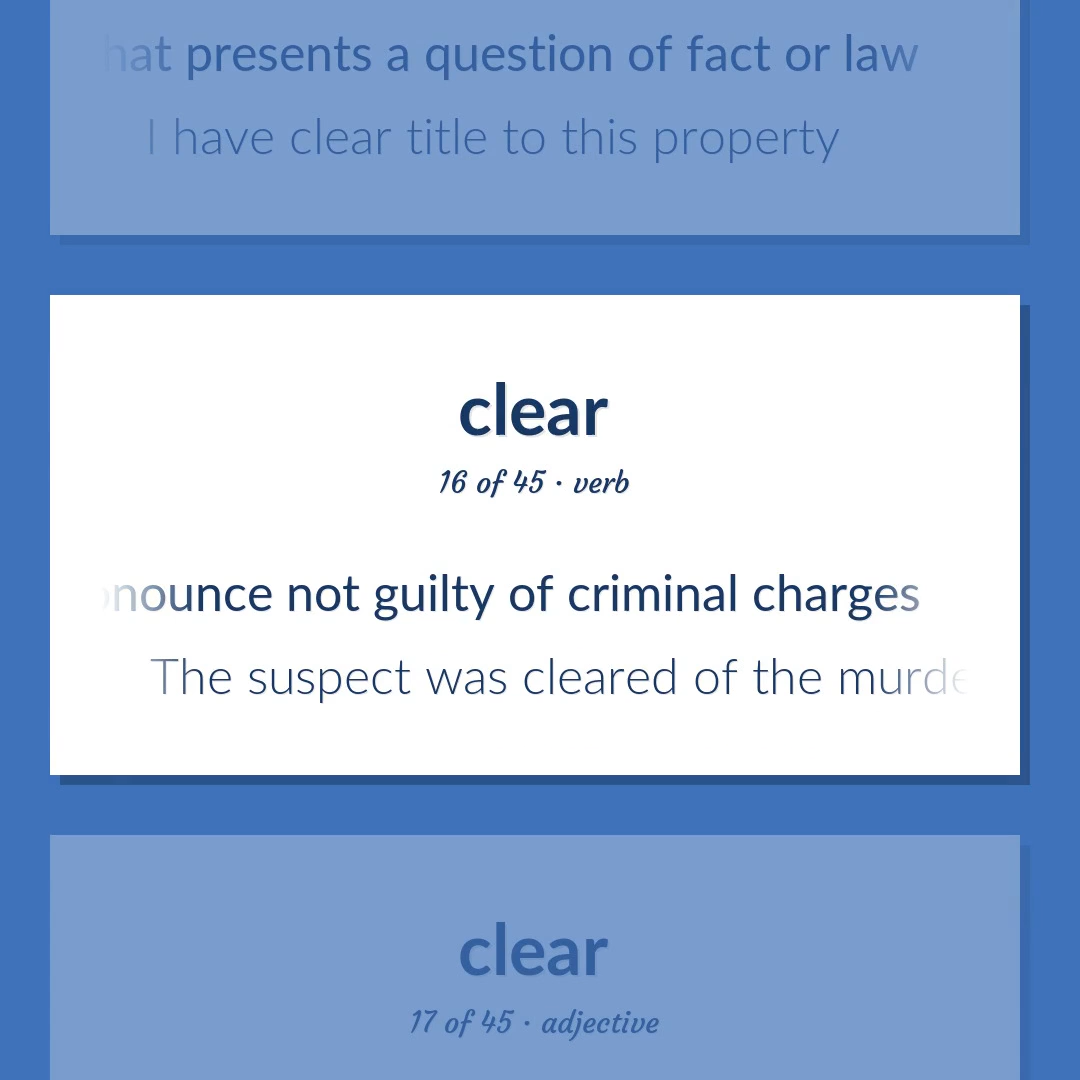 hat presents a question of fact or law
I have clear title to this property
clear
16 of 45 · verb
onounce not guilty of criminal charges
The suspect was cleared of the murde
clear
17 of 45 · adjective